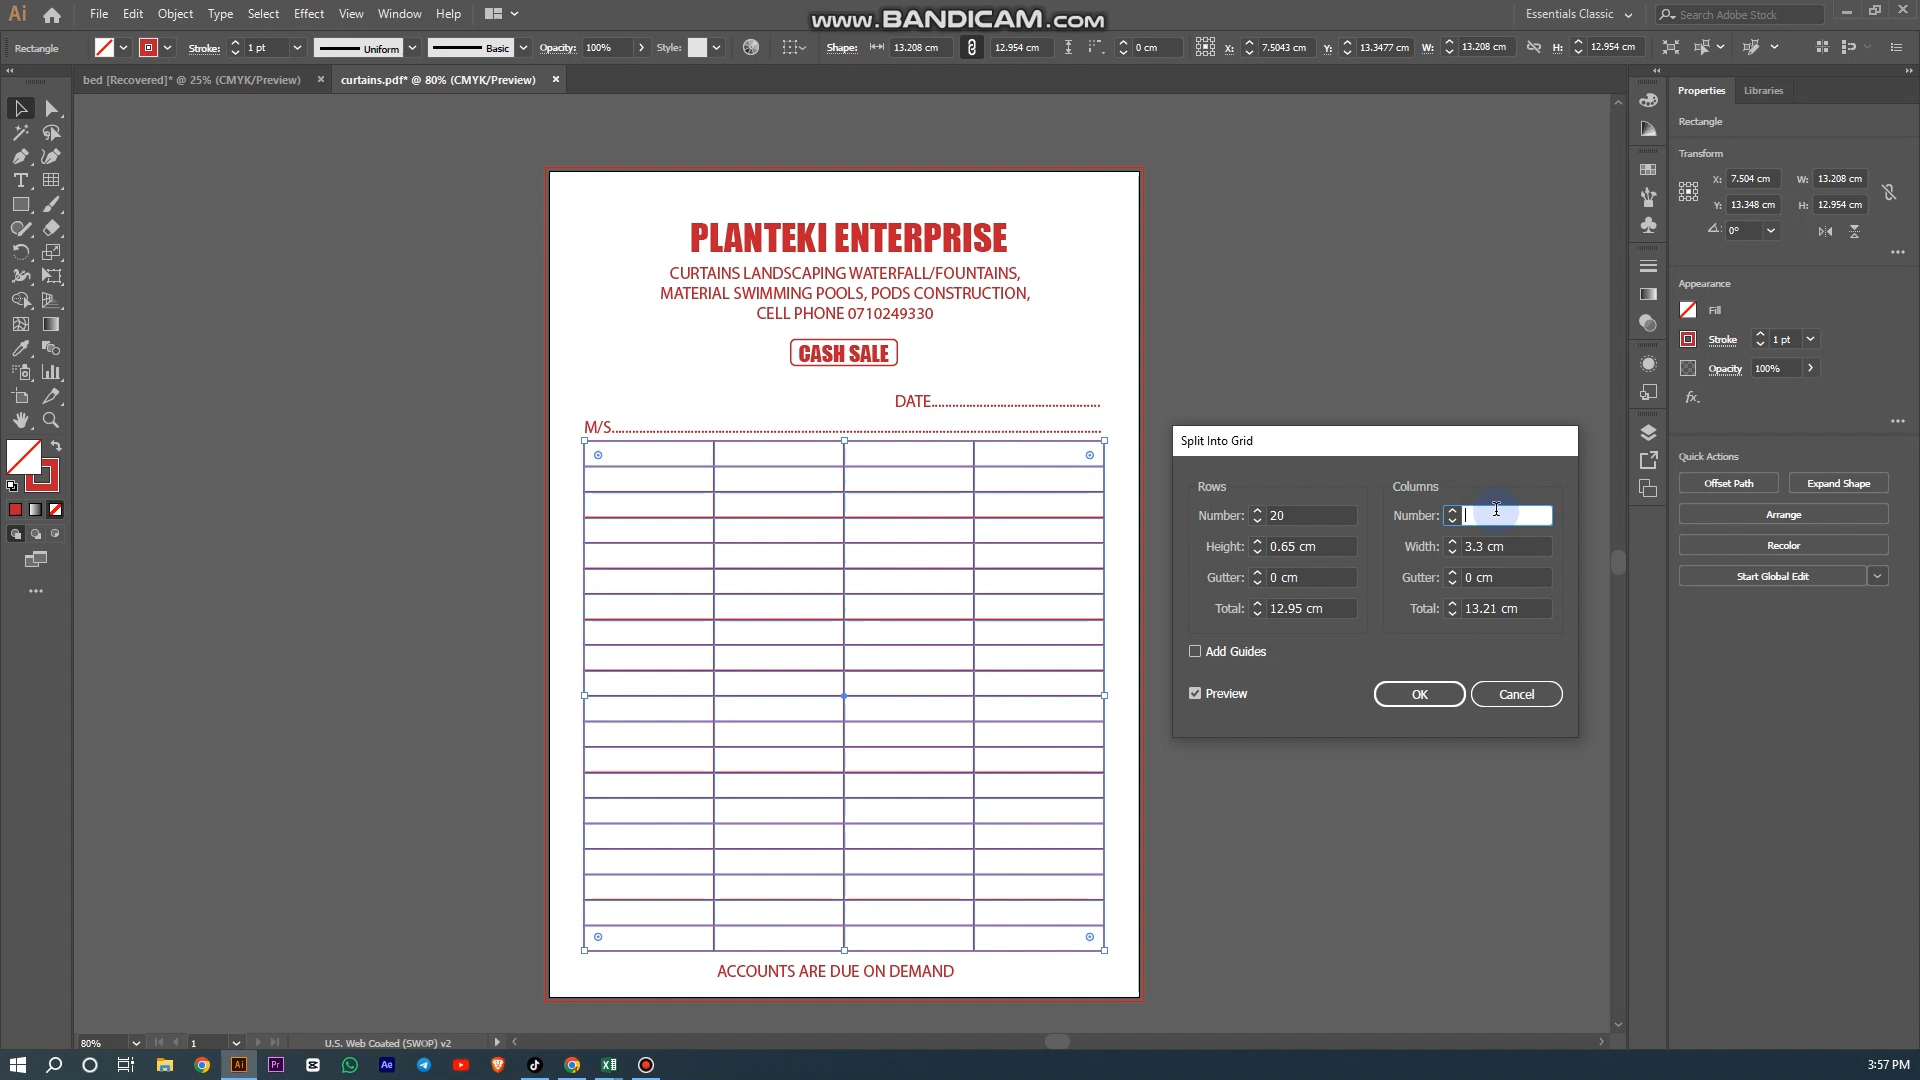 File Edit Object Type Select Effect View Window Help
www.BANDICAM.com
Essentials Classic
Search Adobe Stock
Rectangle
Stroke: 1 pt
Uniform
Basic
Opacity: 100%
Style:
Shape: 13.208 cm 12.954 cm 0 cm
X: 7.5043 cm Y: 13.3477 cm W: 13.208 cm H: 12.954 cm
bed [Recovered]* @ 25% (CMYK/Preview) ×
curtains.pdf* @ 80% (CMYK/Preview) ×
Properties Libraries
Rectangle
Transform
X: 7.504 cm W: 13.208 cm
Y: 13.348 cm H: 12.954 cm
0°
Appearance
Fill
Stroke 1 pt
Opacity 100%
fx.
Quick Actions
Offset Path Expand Shape
Arrange
Recolor
Start Global Edit
PLANTEKI ENTERPRISE
CURTAINS LANDSCAPING WATERFALL/FOUNTAINS,
MATERIAL SWIMMING POOLS, PODS CONSTRUCTION,
CELL PHONE 0710249330
CASH SALE
DATE................................................
M/S................................................................................................................................................
ACCOUNTS ARE DUE ON DEMAND
Split Into Grid
Rows Columns
Number: 20 Number:
Height: 0.65 cm Width: 3.3 cm
Gutter: 0 cm Gutter: 0 cm
Total: 12.95 cm Total: 13.21 cm
Add Guides
Preview OK Cancel
80% 1 U.S. Web Coated (SWOP) v2
Ai Pr Ae
3:57 PM